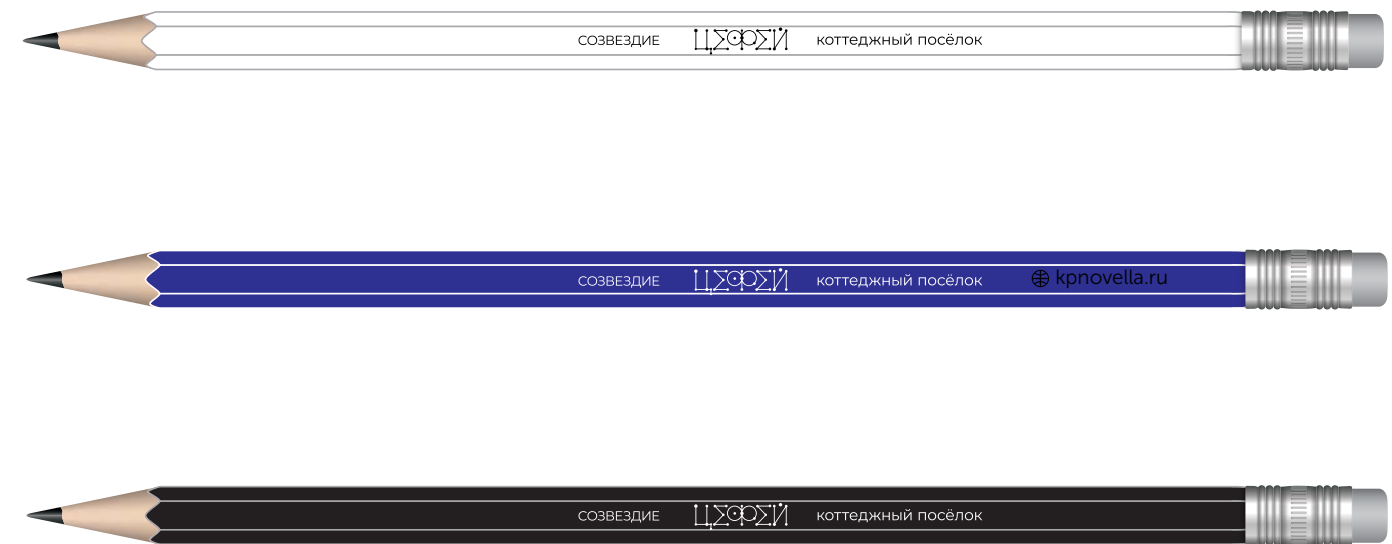 СОЗВЕЗДИЕ ЦЕФЕЙ коттеджный посёлок
СОЗВЕЗДИЕ ЦЕФЕЙ коттеджный посёлок kpnovella.ru
СОЗВЕЗДИЕ ЦЕФЕЙ коттеджный посёлок